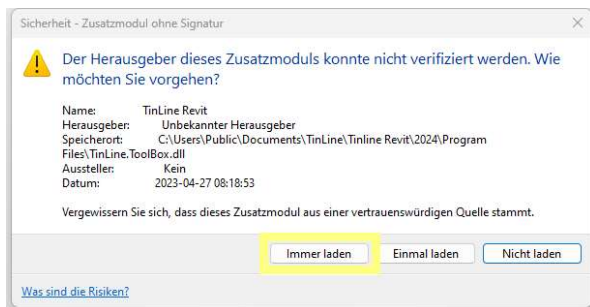 Sicherheit - Zusatzmodul ohne Signatur
Der Herausgeber dieses Zusatzmoduls konnte nicht verifiziert werden. Wie
möchten Sie vorgehen?
Name: TinLine Revit
Herausgeber: Unbekannter Herausgeber
Speicherort: C:\Users\Public\Documents\TinLine\Tinline Revit\2024\Program
Files\TinLine.ToolBox.dll
Aussteller: Kein
Datum: 2023-04-27 08:18:53
Vergewissern Sie sich, dass dieses Zusatzmodul aus einer vertrauenswürdigen Quelle stammt.
Immer laden Einmal laden Nicht laden
Was sind die Risiken?